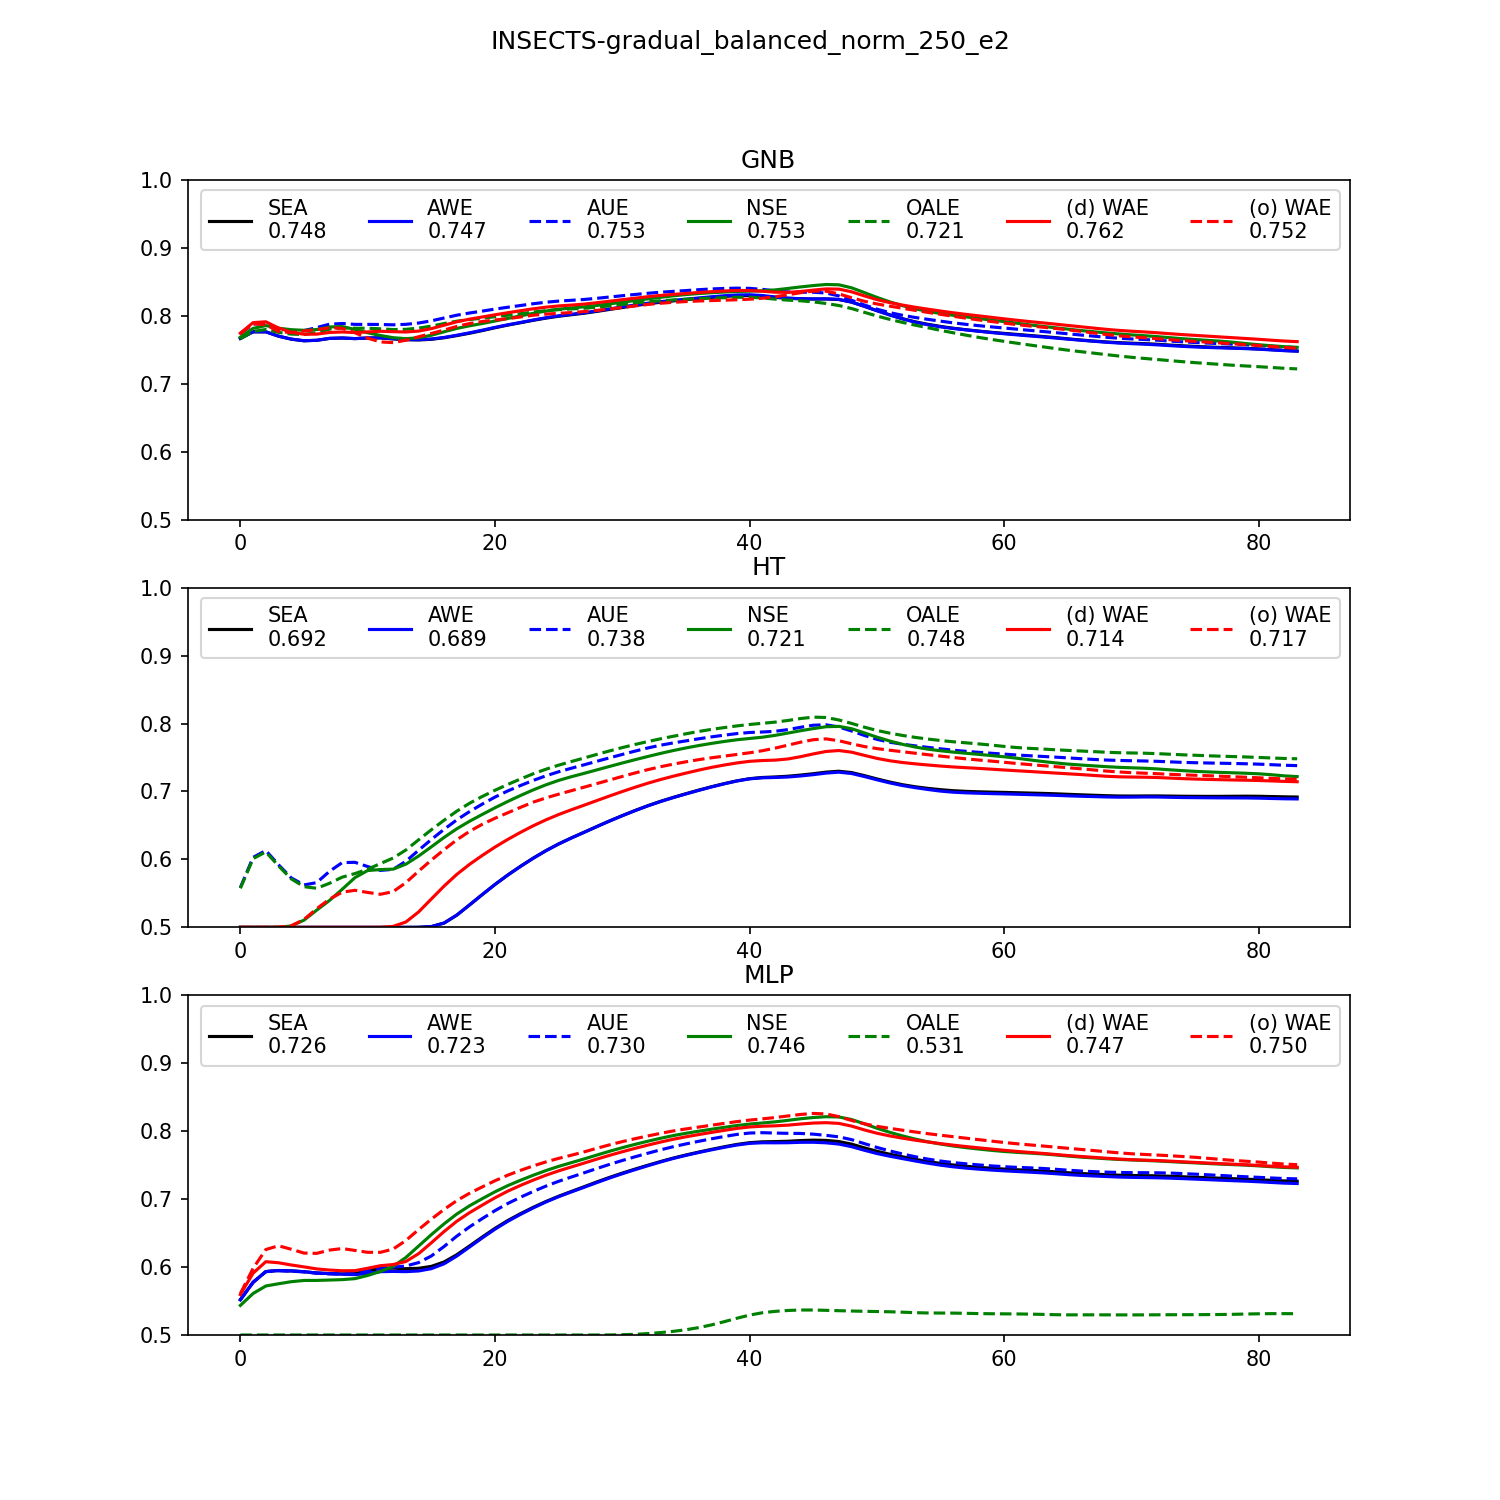 INSECTS-gradual_balanced_norm_250_e2
GNB
SEA AWE AUE NSE OALE (d) WAE (o) WAE
0.748 0.747 0.753 0.753 0.721 0.762 0.752
1.0
0.9
0.8
0.7
0.6
0.5
0 20 40 60 80
HT
SEA AWE AUE NSE OALE (d) WAE (o) WAE
0.692 0.689 0.738 0.721 0.748 0.714 0.717
1.0
0.9
0.8
0.7
0.6
0.5
0 20 40 60 80
MLP
SEA AWE AUE NSE OALE (d) WAE (o) WAE
0.726 0.723 0.730 0.746 0.531 0.747 0.750
1.0
0.9
0.8
0.7
0.6
0.5
0 20 40 60 80